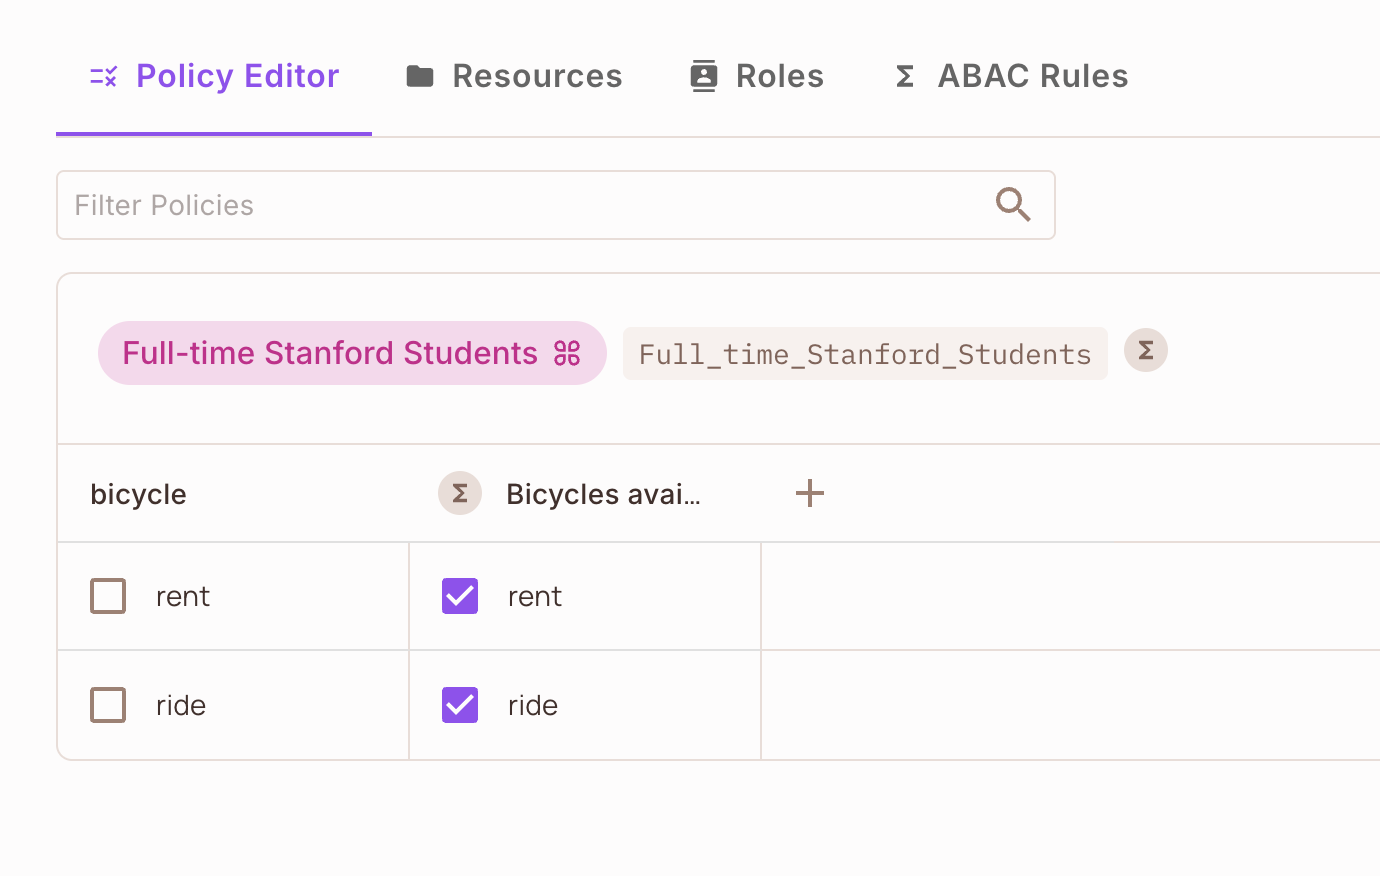 Policy Editor Resources Roles Σ ABAC Rules
Filter Policies
Full-time Stanford Students Full_time_Stanford_Students Σ
bicycle Σ Bicycles avai...
rent rent
ride ride